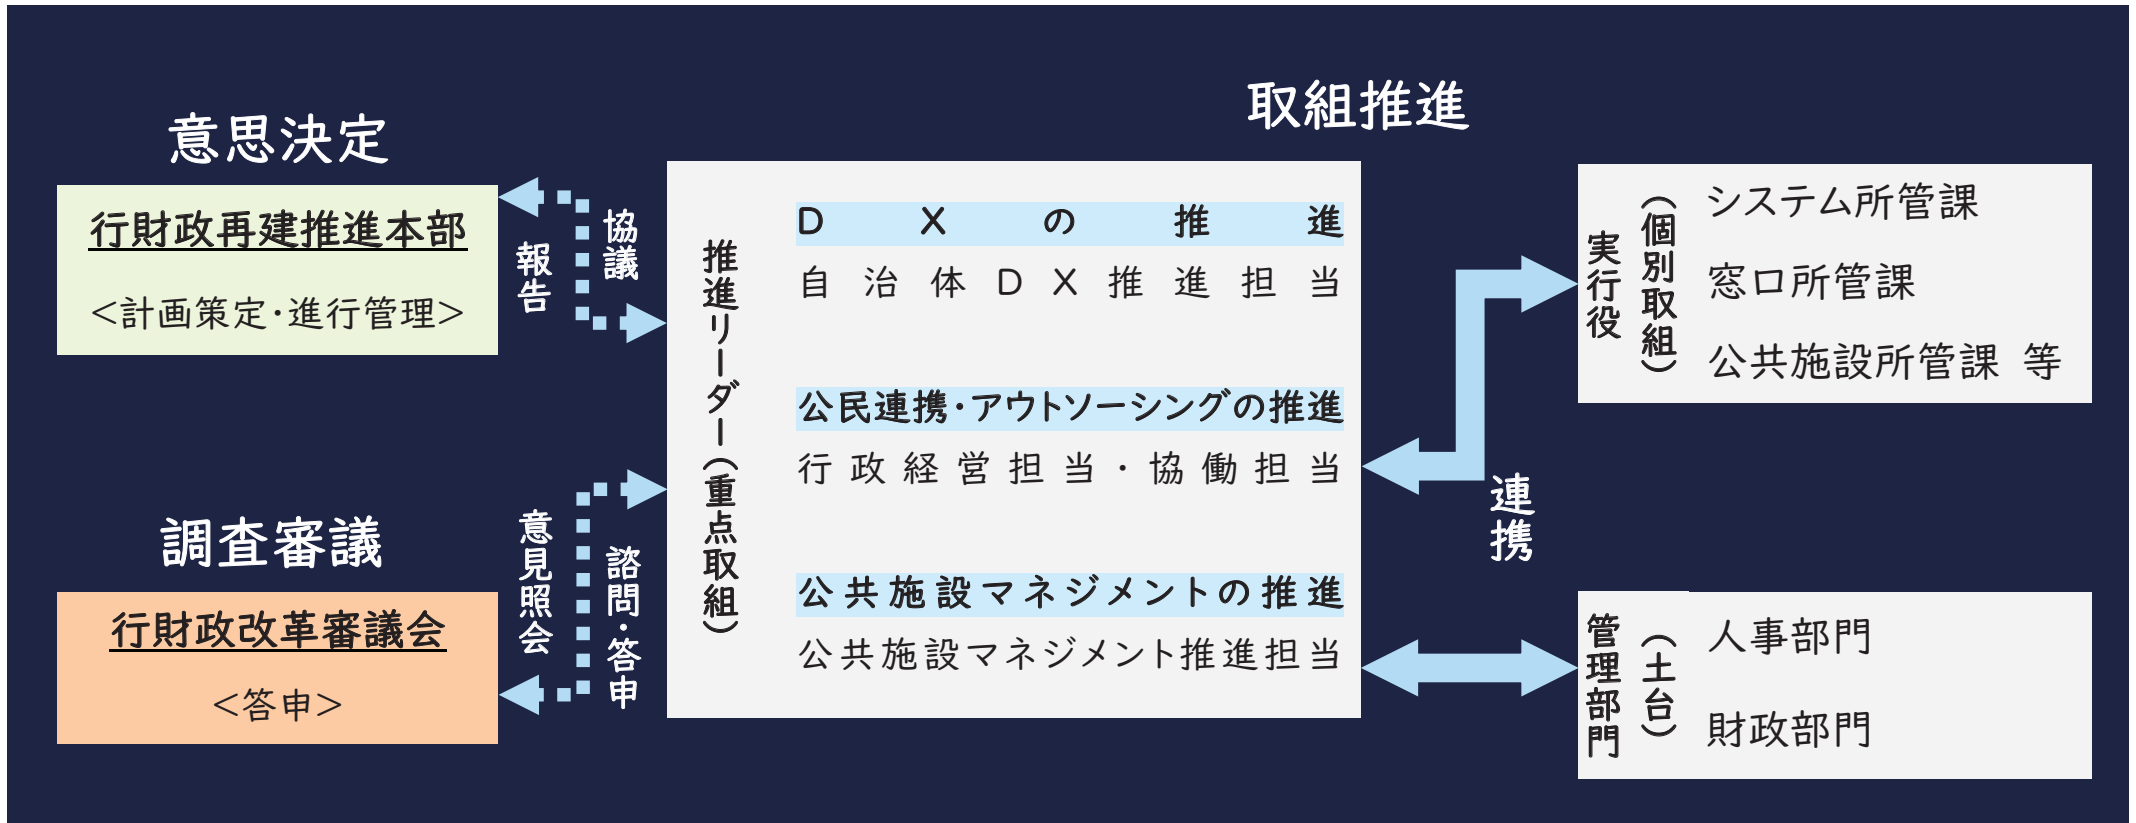 意思決定
行財政再建推進本部
<計画策定・進行管理>
調査審議
行財政改革審議会
<答申>
協議
報告
意見照会
諮問・答申
取組推進
推進リーダー(重点取組)
DXの推進
自治体DX推進担当
公民連携・アウトソーシングの推進
行政経営担当・協働担当
公共施設マネジメントの推進
公共施設マネジメント推進担当
連携
実行役
(個別取組)
システム所管課
窓口所管課
公共施設所管課 等
管理部門
(土台)
人事部門
財政部門